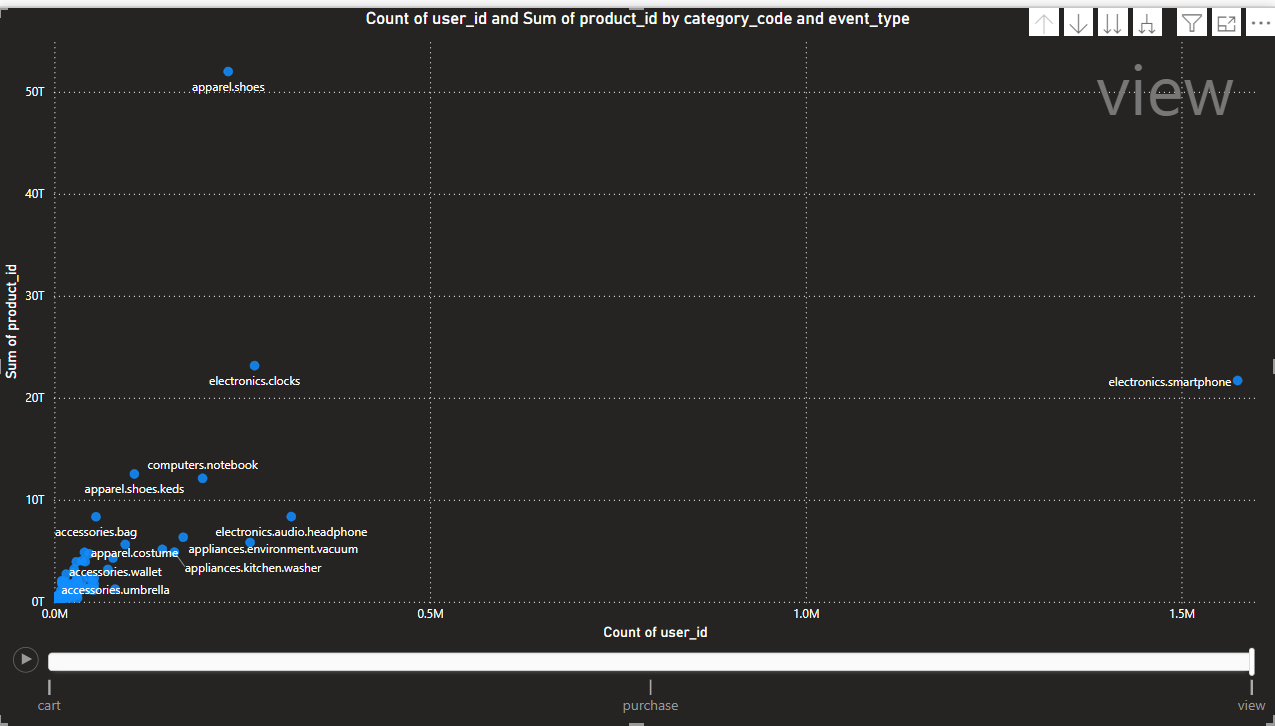 Count of user_id and Sum of product_id by category_code and event_type
view
50T
40T
30T
20T
10T
0T
Sum of product_id
apparel.shoes
electronics.clocks
electronics.smartphone
computers.notebook
apparel.shoes.keds
accessories.bag
electronics.audio.headphone
apparel.costume
appliances.environment.vacuum
accessories.wallet
appliances.kitchen.washer
accessories.umbrella
0.0M
0.5M
1.0M
1.5M
Count of user_id
cart
purchase
view